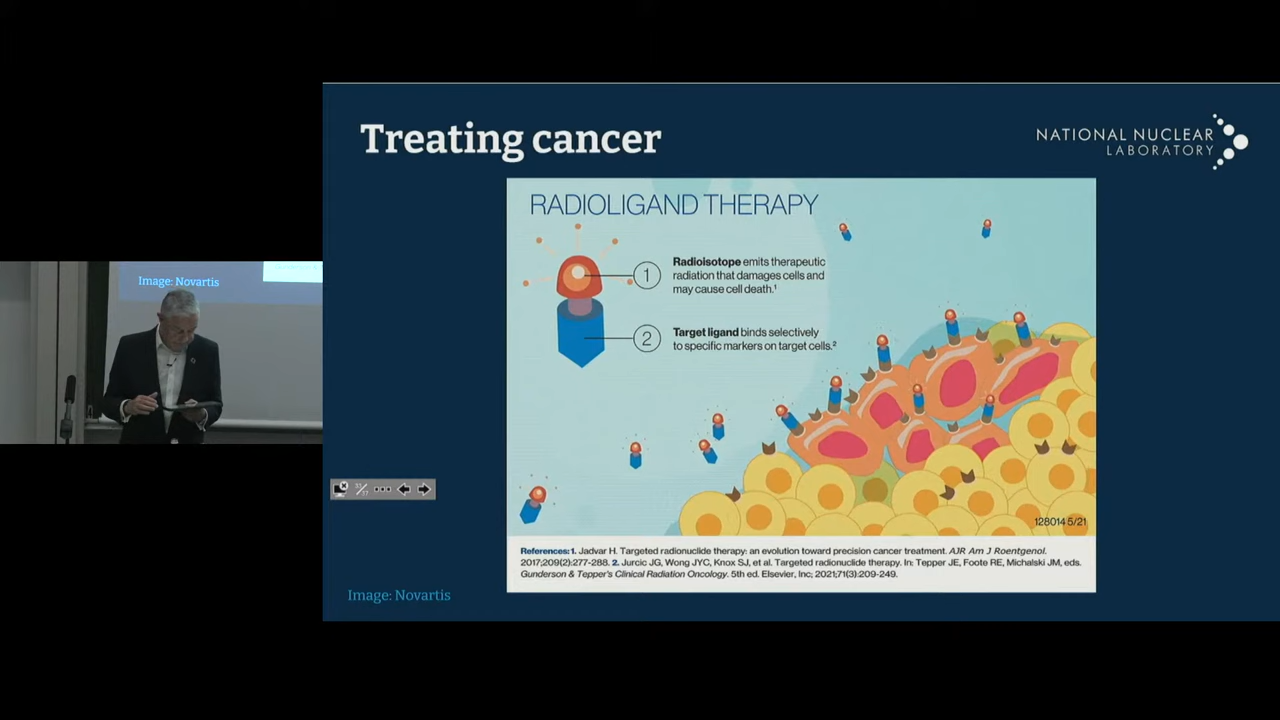 Treating cancer
NATIONAL NUCLEAR
LABORATORY
RADIOLIGAND THERAPY
1
Radioisotope emits therapeutic
radiation that damages cells and
may cause cell death.1
2
Target ligand binds selectively
to specific markers on target cells.2
Image: Novartis
128014 5/21
References: 1. Jadvar H. Targeted radionuclide therapy: an evolution toward precision cancer treatment. AJR Am J Roentgenol.
2017;209(2):277-288. 2. Jurcic JG, Wong JYC, Knox SJ, et al. Targeted radionuclide therapy. In: Tepper JE, Foote RE, Michalski JM, eds.
Gunderson & Tepper's Clinical Radiation Oncology. 5th ed. Elsevier, Inc; 2021;71(3):209-249.
Image: Novartis